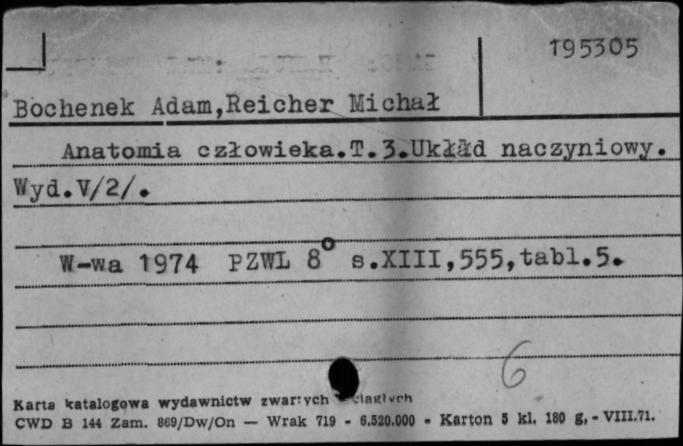 195305
Bochenek Adam,Reicher Michał
Anatomia człowieka.T.3.Układ naczyniowy.
Wyd.V/2/.
W-wa 1974 PZWL 8° s.XIII,555,tabl.5.
6
Karta katalogowa wydawnictw zwartych ciągłych
CWD B 144 Zam. 869/Dw/On — Wrak 719 - 6.520.000 - Karton 5 kl. 180 g, - VIII.71.